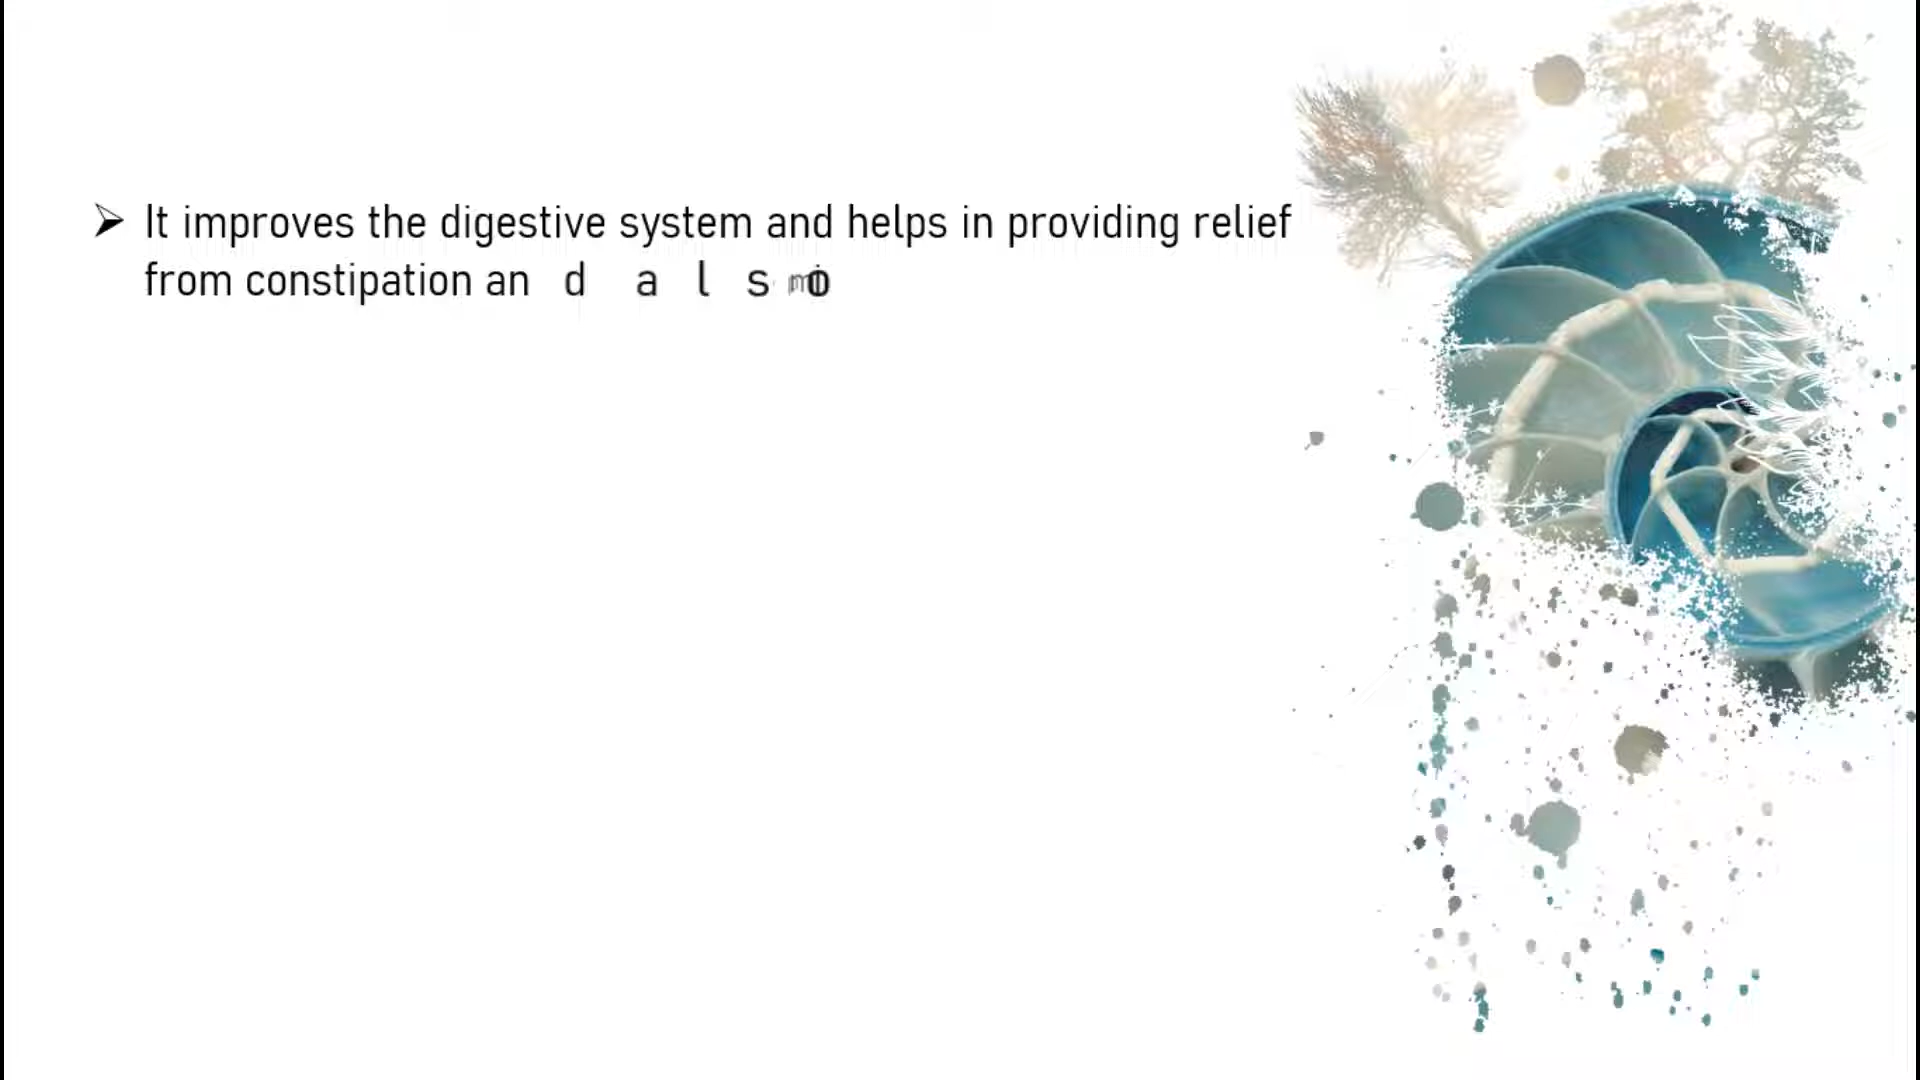 It improves the digestive system and helps in providing relief
from constipation and also